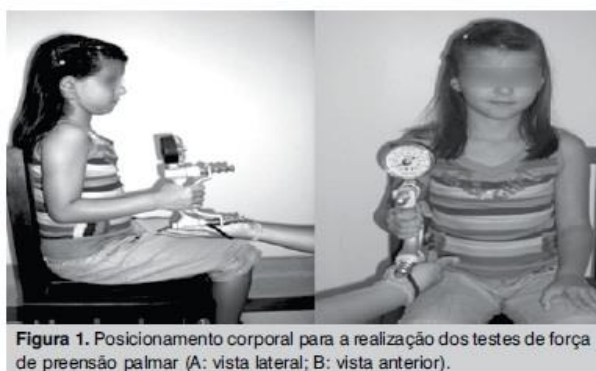 Figura 1. Posicionamento corporal para a realização dos testes de força
de preensão palmar (A: vista lateral; B: vista anterior).